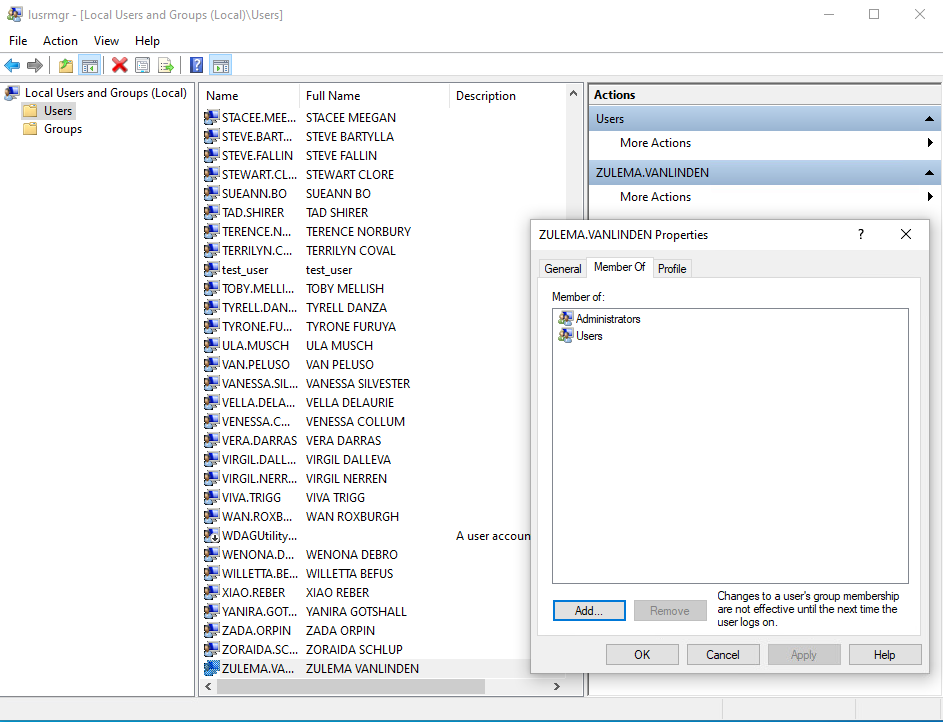 lusrmgr - [Local Users and Groups (Local)\Users]
File Action View Help
Local Users and Groups (Local)
Users
Groups
Name Full Name Description
STACEE.MEE... STACEE MEEGAN
STEVE.BART... STEVE BARTYLLA
STEVE.FALLIN STEVE FALLIN
STEWART.CL... STEWART CLORE
SUEANN.BO SUEANN BO
TAD.SHIRER TAD SHIRER
TERENCE.N... TERENCE NORBURY
TERRILYN.C... TERRILYN COVAL
test_user test_user
TOBY.MELLI... TOBY MELLISH
TYRELL.DAN... TYRELL DANZA
TYRONE.FU... TYRONE FURUYA
ULA.MUSCH ULA MUSCH
VAN.PELUSO VAN PELUSO
VANESSA.SIL... VANESSA SILVESTER
VELLA.DELA... VELLA DELAURIE
VENESSA.C... VENESSA COLLUM
VERA.DARRAS VERA DARRAS
VIRGIL.DALL... VIRGIL DALLEVA
VIRGIL.NERR... VIRGIL NERREN
VIVA.TRIGG VIVA TRIGG
WAN.ROXB... WAN ROXBURGH
WDAGUtility... A user accoun
WENONA.D... WENONA DEBRO
WILLETTA.BE... WILLETTA BEFUS
XIAO.REBER XIAO REBER
YANIRA.GOT... YANIRA GOTSHALL
ZADA.ORPIN ZADA ORPIN
ZORAIDA.SC... ZORAIDA SCHLUP
ZULEMA.VA... ZULEMA VANLINDEN
Actions
Users
More Actions
ZULEMA.VANLINDEN
More Actions
ZULEMA.VANLINDEN Properties ?
General Member Of Profile
Member of:
Administrators
Users
Add... Remove
Changes to a user's group membership
are not effective until the next time the
user logs on.
OK Cancel Apply Help